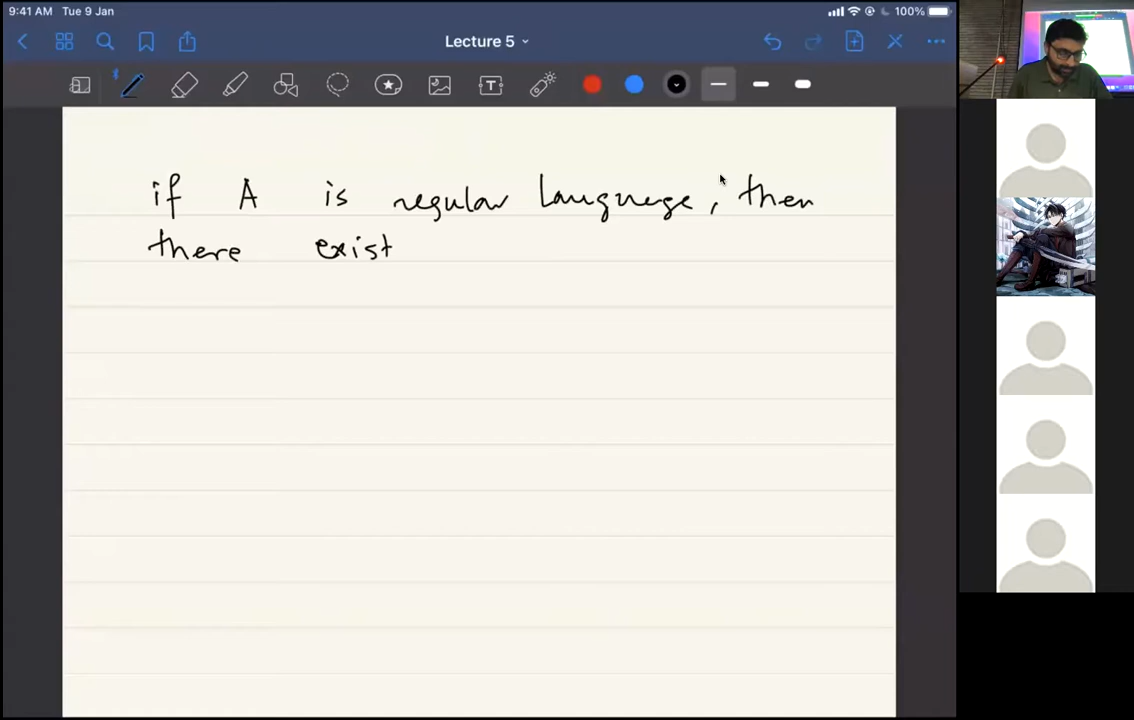 9:41 AM Tue 9 Jan
100%
Lecture 5
if A is regular language, then
there exist